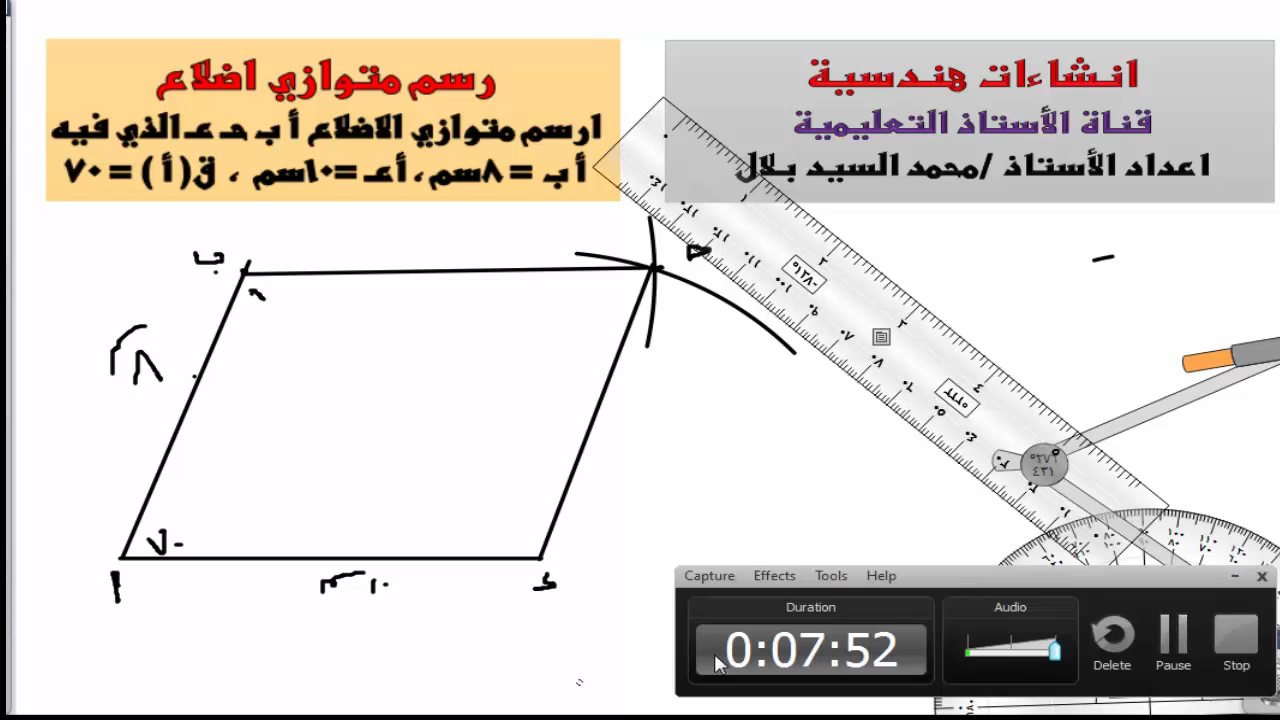 انشاءات هندسية
قناة الأستاذ التعليمية
اعداد الأستاذ /محمد السيد بلال
رسم متوازي اضلاع
ارسم متوازي الاضلاع أ ب حـ عـ الذي فيه
أ ب = ٨سم، أعـ =١٠سم ، ق(أ) = ٧٠
ب
٨سم
٧٠
أ
١٠سم
ء
حـ
Capture Effects Tools Help
Duration
0:07:52
Audio
Delete
Pause
Stop